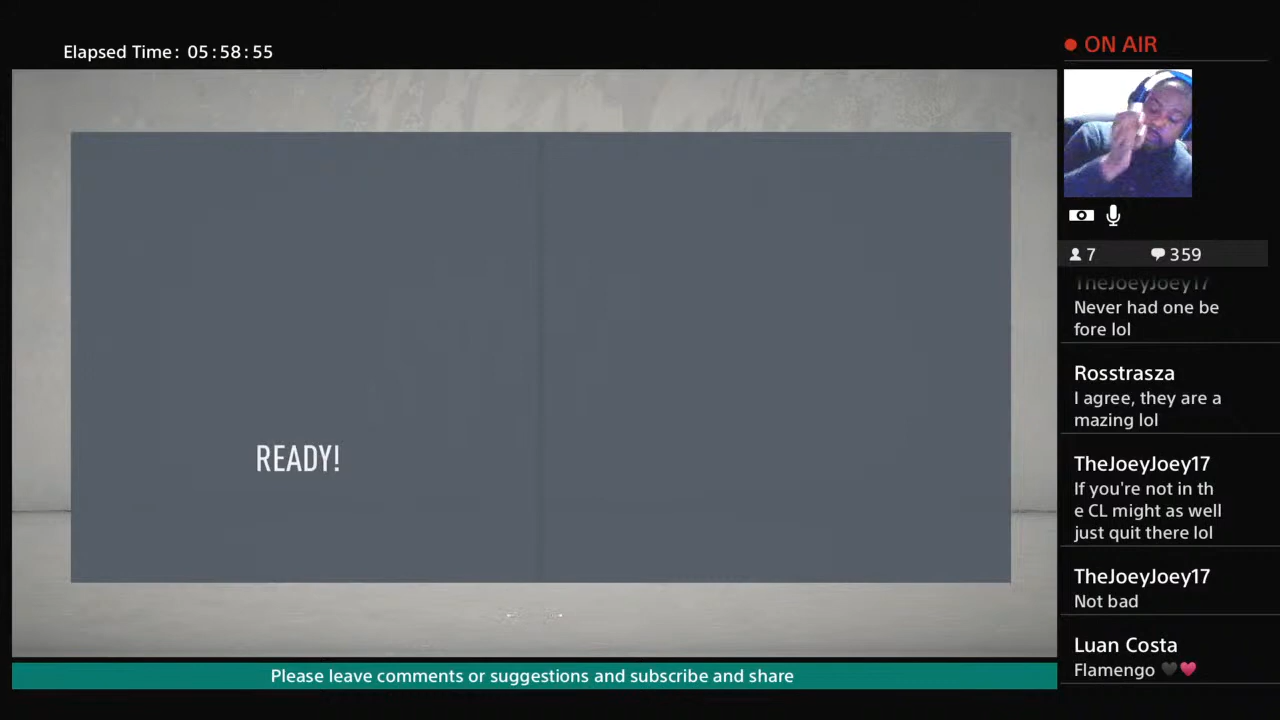 Elapsed Time: 05:58:55
ON AIR
7 359
TheJoeyJoey17
Never had one be
fore lol
Rosstrasza
I agree, they are a
mazing lol
TheJoeyJoey17
If you're not in th
e CL might as well
just quit there lol
TheJoeyJoey17
Not bad
Luan Costa
Flamengo 🖤❤️
READY!
Please leave comments or suggestions and subscribe and share